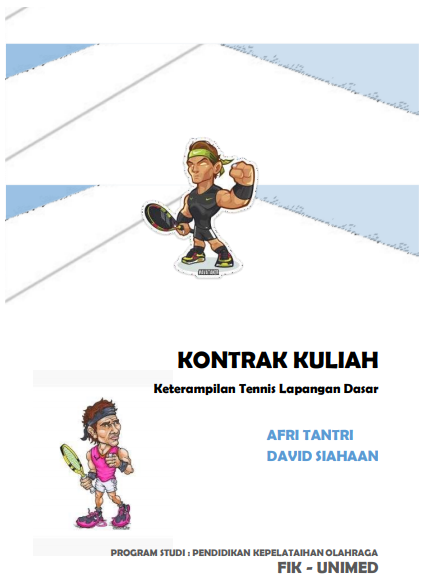 KONTRAK KULIAH
Keterampilan Tennis Lapangan Dasar
AFRI TANTRI
DAVID SIAHAAN
PROGRAM STUDI : PENDIDIKAN KEPELATAIHAN OLAHRAGA
FIK - UNIMED